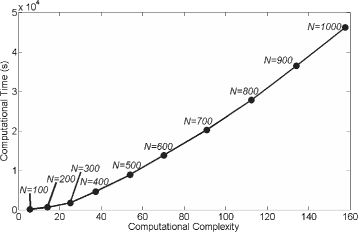 5 x 10^4
4
3
2
1
0
Computational Time (s)
N=100
N=200
N=300
N=400
N=500
N=600
N=700
N=800
N=900
N=1000
0 20 40 60 80 100 120 140 160
Computational Complexity